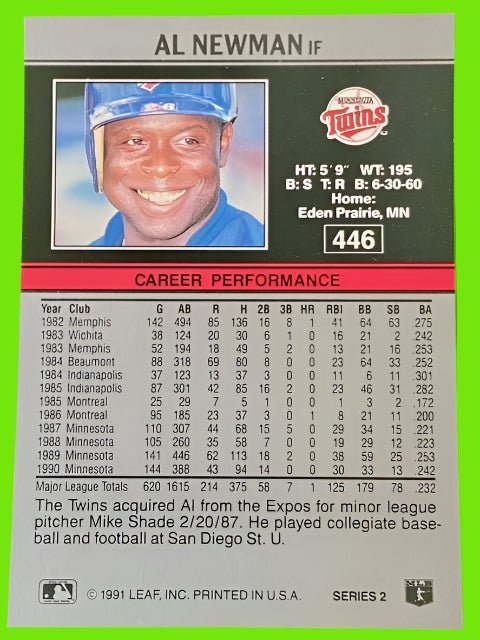 AL NEWMAN IF
MINNESOTA
Twins
HT: 5'9" WT: 195
B: S T: R B: 6-30-60
Home:
Eden Prairie, MN
446
CAREER PERFORMANCE
Year Club G AB R H 2B 3B HR RBI BB SB BA
1982 Memphis 142 494 85 136 16 8 1 41 64 63 .275
1983 Wichita 38 124 20 30 6 1 0 16 21 2 .242
1983 Memphis 52 194 18 49 5 2 0 13 21 16 .253
1984 Beaumont 88 318 69 80 8 0 0 23 64 33 .252
1984 Indianapolis 37 123 13 37 3 0 0 11 6 11 .301
1985 Indianapolis 87 301 42 85 16 2 0 23 46 31 .282
1985 Montreal 25 29 7 5 1 0 0 1 3 2 .172
1986 Montreal 95 185 23 37 3 0 1 8 21 11 .200
1987 Minnesota 110 307 44 68 15 5 0 29 34 15 .221
1988 Minnesota 105 260 35 58 7 0 0 19 29 12 .223
1989 Minnesota 141 446 62 113 18 2 0 38 59 25 .253
1990 Minnesota 144 388 43 94 14 0 0 30 33 13 .242
Major League Totals 620 1615 214 375 58 7 1 125 179 78 .232
The Twins acquired Al from the Expos for minor league
pitcher Mike Shade 2/20/87. He played collegiate base-
ball and football at San Diego St. U.
© 1991 LEAF, INC. PRINTED IN U.S.A.
SERIES 2